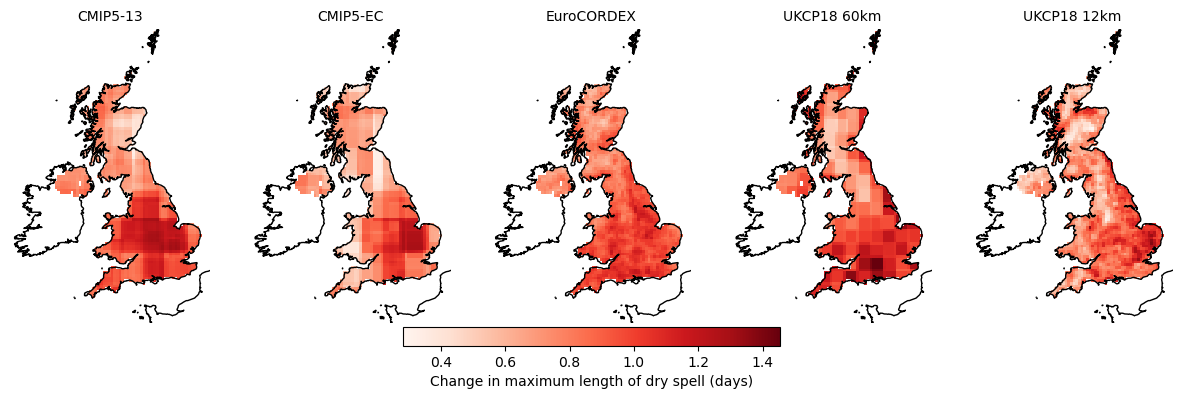 CMIP5-13
CMIP5-EC
EuroCORDEX
UKCP18 60km
UKCP18 12km
0.4 0.6 0.8 1.0 1.2 1.4
Change in maximum length of dry spell (days)